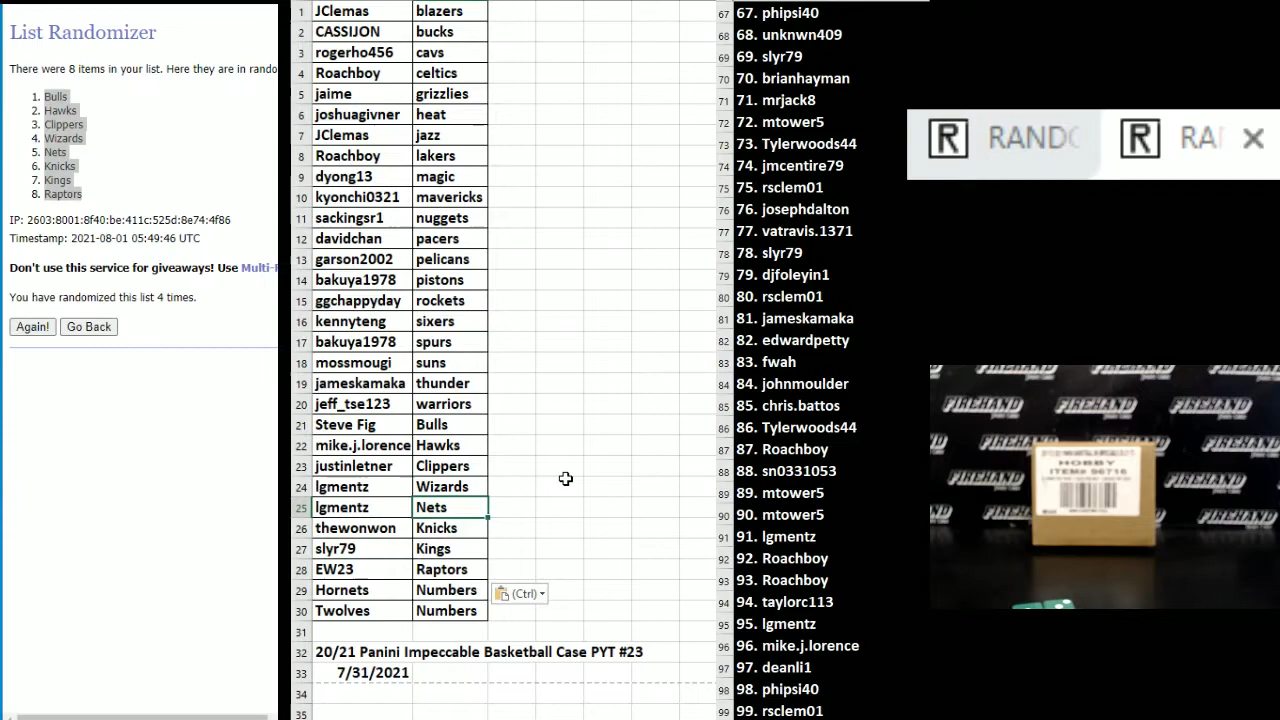 List Randomizer
There were 8 items in your list. Here they are in rando
1. Bulls
2. Hawks
3. Clippers
4. Wizards
5. Nets
6. Knicks
7. Kings
8. Raptors
IP: 2603:8001:8f40:be:411c:525d:8e74:4f86
Timestamp: 2021-08-01 05:49:46 UTC
Don't use this service for giveaways! Use Multi-
You have randomized this list 4 times.
Again! Go Back
1 JClemas blazers
2 CASSIJON bucks
3 rogerho456 cavs
4 Roachboy celtics
5 jaime grizzlies
6 joshuagivner heat
7 JClemas jazz
8 Roachboy lakers
9 dyong13 magic
10 kyonchi0321 mavericks
11 sackingsr1 nuggets
12 davidchan pacers
13 garson2002 pelicans
14 bakuya1978 pistons
15 ggchappyday rockets
16 kennyteng sixers
17 bakuya1978 spurs
18 mossmougi suns
19 jameskamaka thunder
20 jeff_tse123 warriors
21 Steve Fig Bulls
22 mike.j.lorence Hawks
23 justinletner Clippers
24 lgmentz Wizards
25 lgmentz Nets
26 thewonwon Knicks
27 slyr79 Kings
28 EW23 Raptors
29 Hornets Numbers
(Ctrl)
30 Twolves Numbers
31
32 20/21 Panini Impeccable Basketball Case PYT #23
33 7/31/2021
34
35
67 67. phipsi40
68 68. unknwn409
69 69. slyr79
70 70. brianhayman
71 71. mrjack8
72 72. mtower5
73 73. Tylerwoods44
74 74. jmcentire79
75 75. rsclem01
76 76. josephdalton
77 77. vatravis.1371
78 78. slyr79
79 79. djfoleyin1
80 80. rsclem01
81 81. jameskamaka
82 82. edwardpetty
83 83. fwah
84 84. johnmoulder
85 85. chris.battos
86 86. Tylerwoods44
87 87. Roachboy
88 88. sn0331053
89 89. mtower5
90 90. mtower5
91 91. lgmentz
92 92. Roachboy
93 93. Roachboy
94 94. taylorc113
95 95. lgmentz
96 96. mike.j.lorence
97 97. deanli1
98 98. phipsi40
99 99. rsclem01
R RANDO R RA
FIREHAND FIREHAND FIREHAND
HOBBY
ITEM# 96716